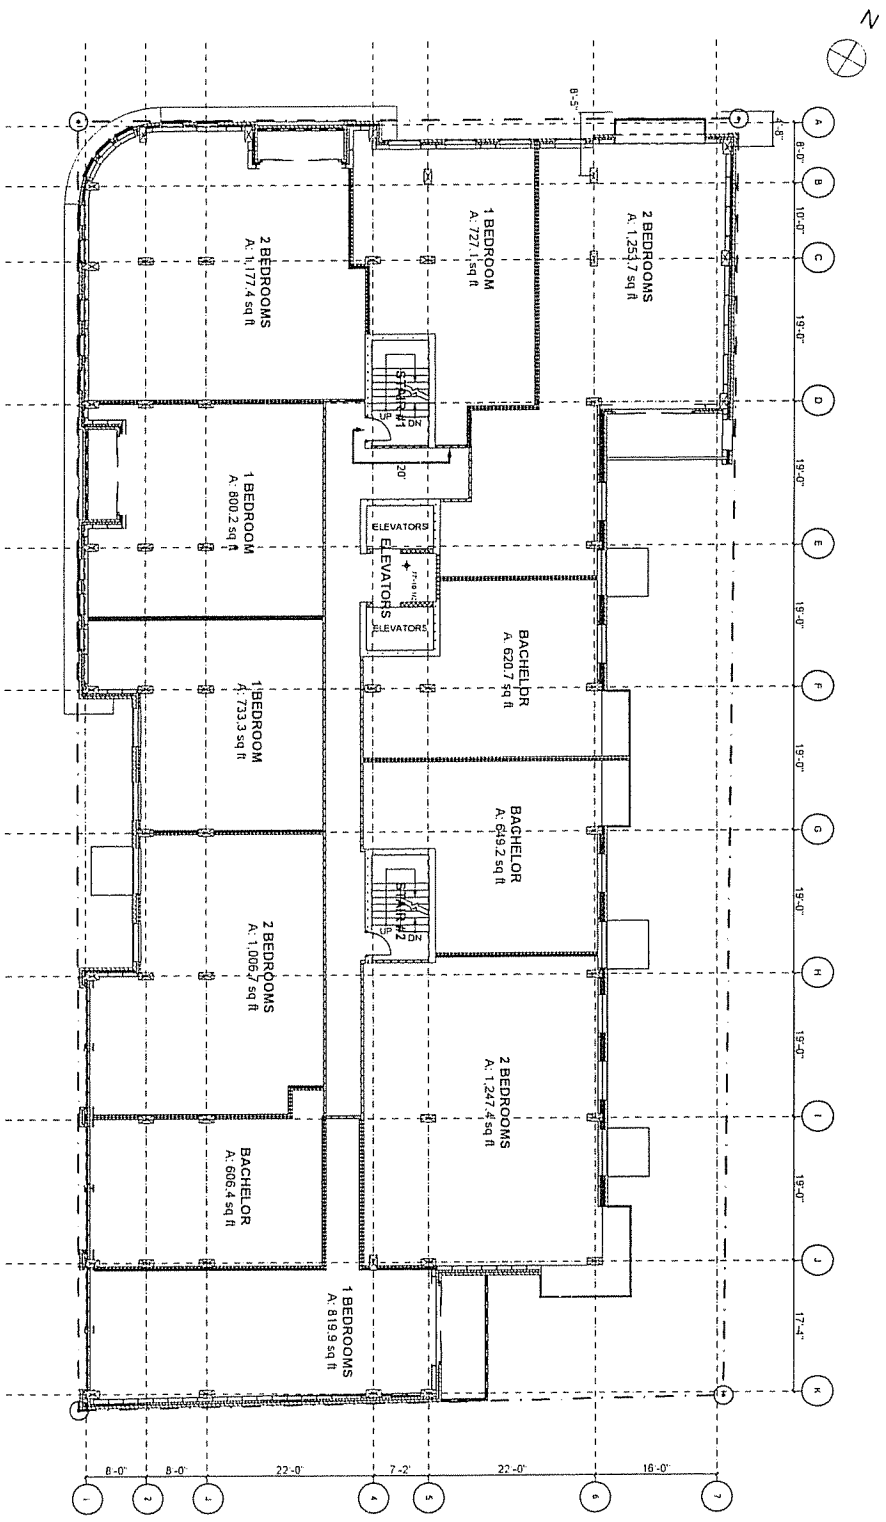 N
8'-5"
4'-8"
A
8'-0"
B
10'-0"
C
19'-0"
D
19'-0"
E
19'-0"
F
19'-0"
G
19'-0"
H
19'-0"
I
19'-0"
J
17'-4"
K
2 BEDROOMS
A: 1,253.7 sq ft
1 BEDROOM
A: 727.1 sq ft
2 BEDROOMS
A: 1,177.4 sq ft
STAIR #1
UP
DN
20'
1 BEDROOM
A: 800.2 sq ft
ELEVATORS
ELEVATORS
ELEVATORS
BACHELOR
A: 620.7 sq ft
1 BEDROOM
A: 733.3 sq ft
BACHELOR
A: 649.2 sq ft
STAIR #2
UP
DN
2 BEDROOMS
A: 1,006.7 sq ft
2 BEDROOMS
A: 1,247.4 sq ft
BACHELOR
A: 606.4 sq ft
1 BEDROOMS
A: 819.9 sq ft
8'-0"
8'-0"
22'-0"
7'-2"
22'-0"
16'-0"
1
2
3
4
5
6
7